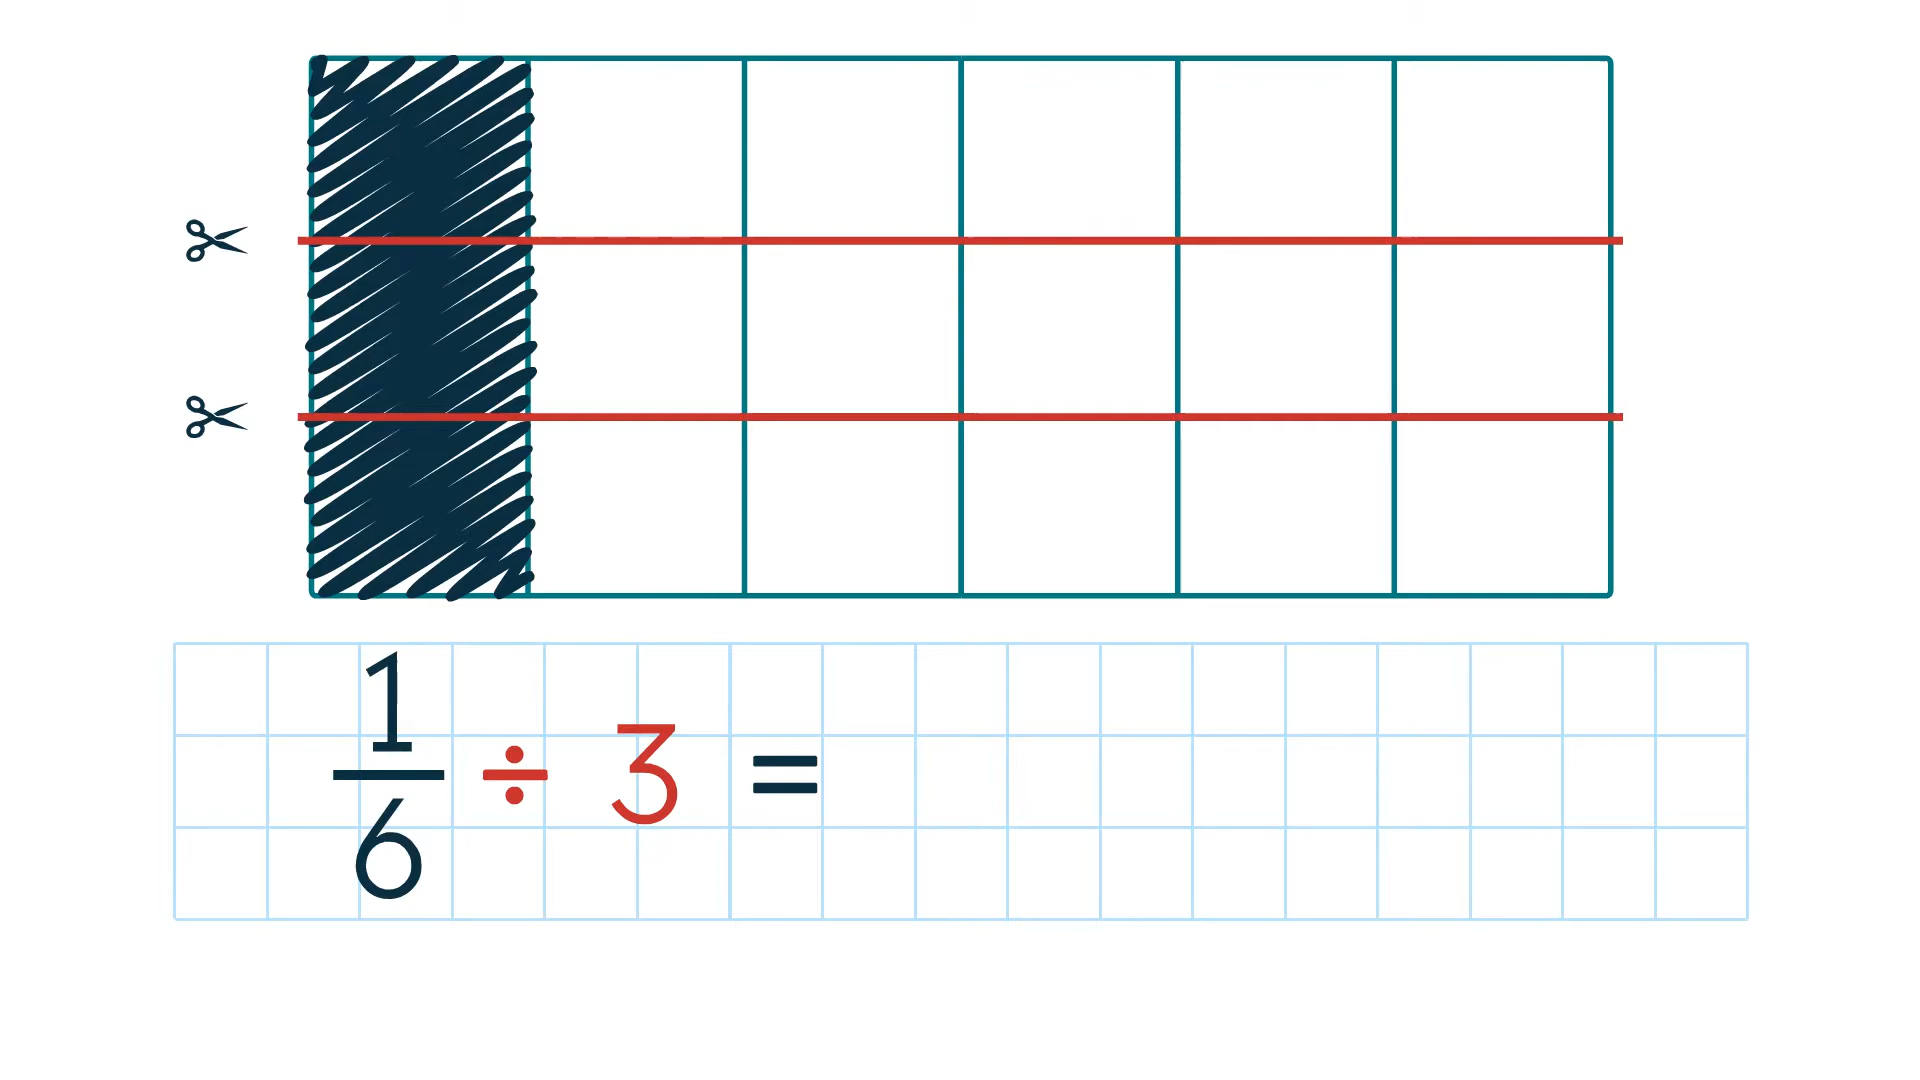 1/6 ÷ 3 =